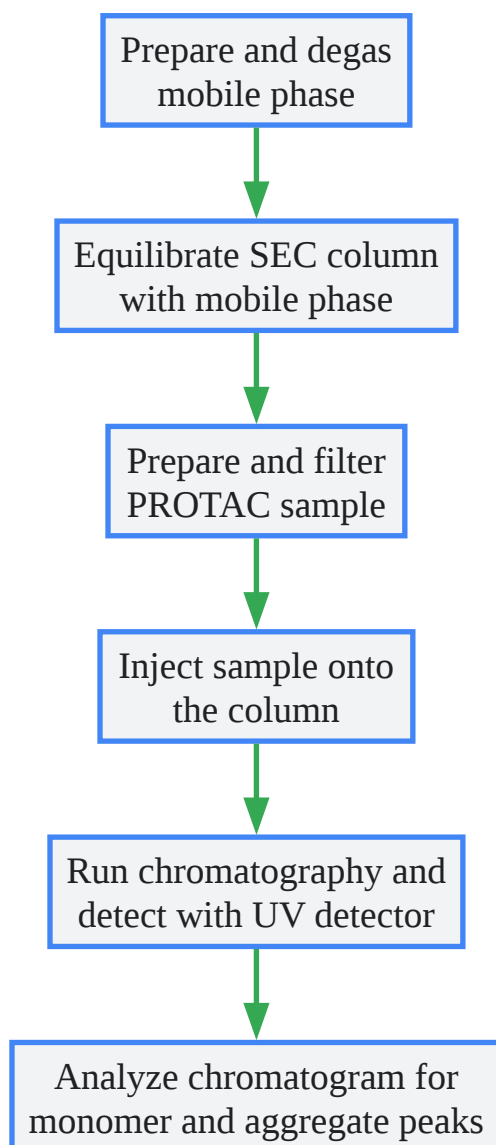 Prepare and degas
mobile phase
Equilibrate SEC column
with mobile phase
Prepare and filter
PROTAC sample
Inject sample onto
the column
Run chromatography and
detect with UV detector
Analyze chromatogram for
monomer and aggregate peaks